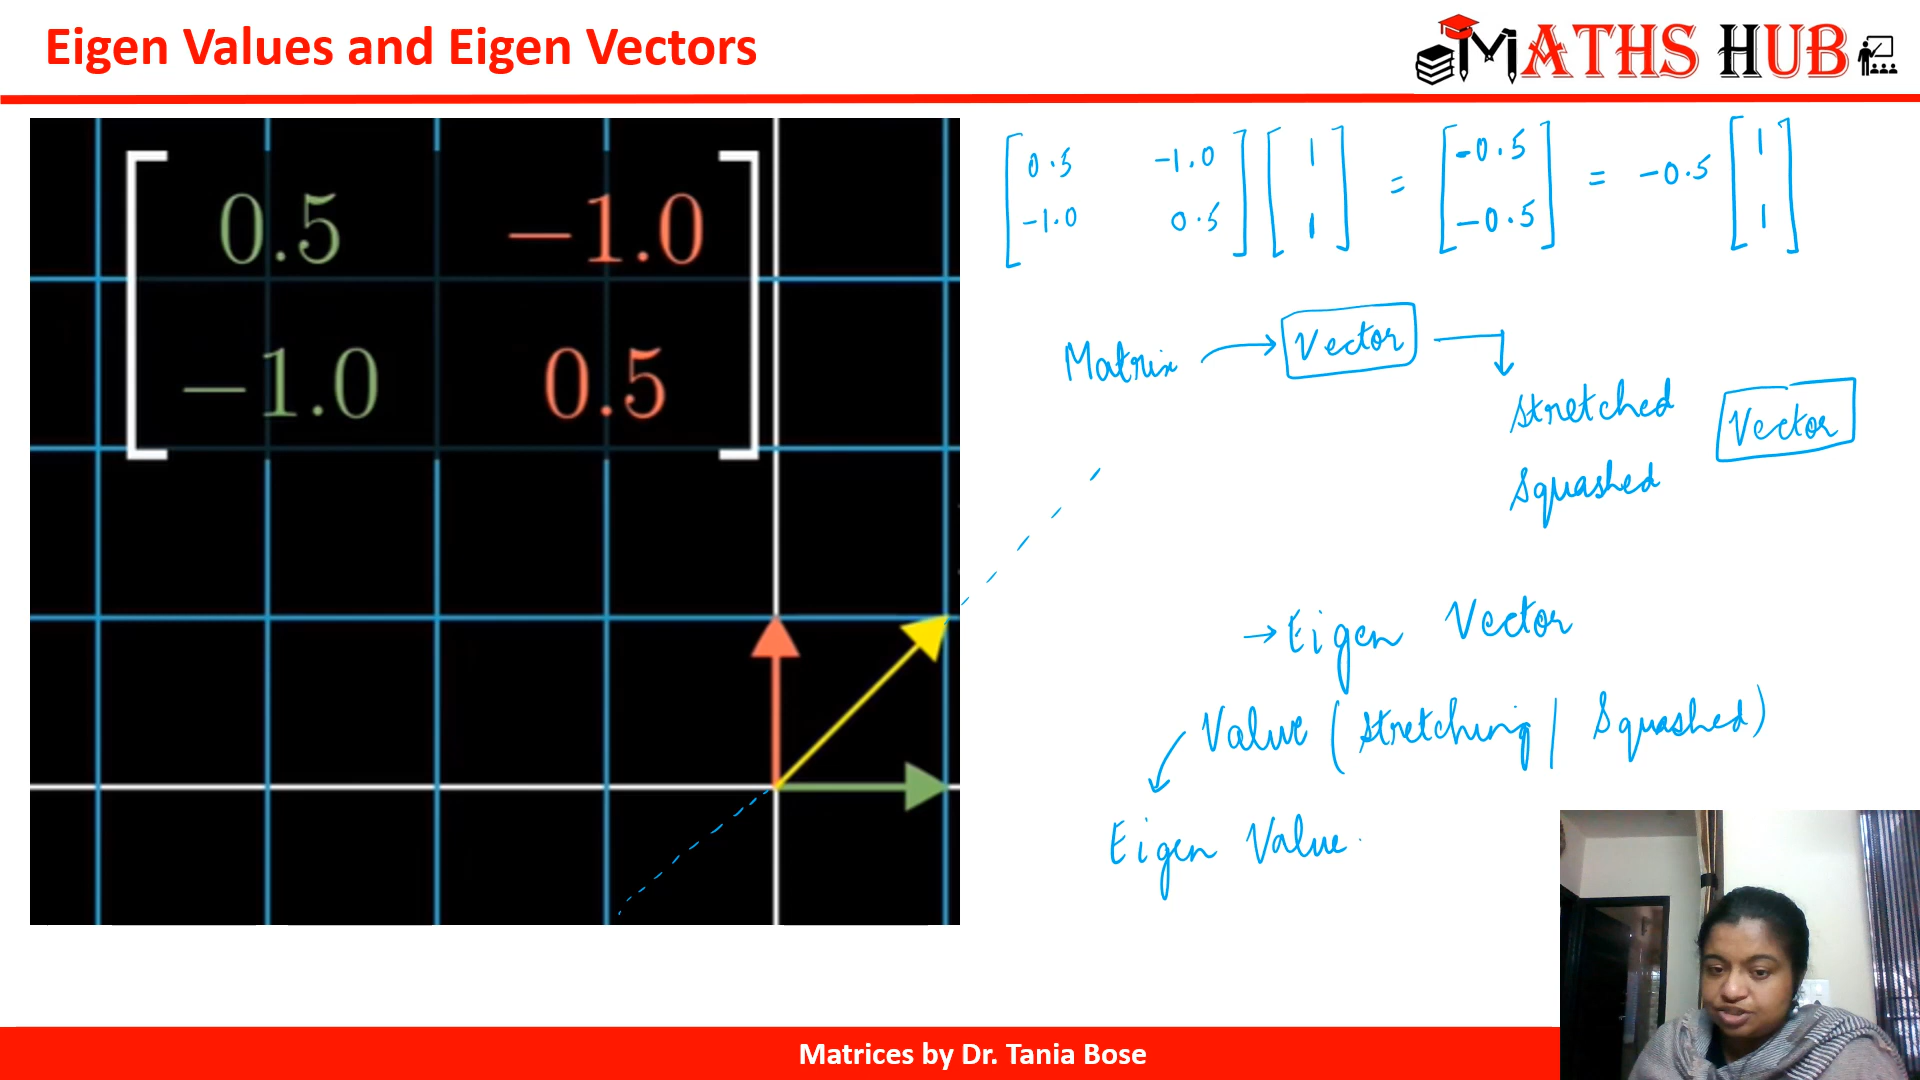 Eigen Values and Eigen Vectors
MATHS HUB
0.5 -1.0
-1.0 0.5
[0.5 -1.0] [1] = [-0.5] = -0.5 [1]
[-1.0 0.5] [1] [-0.5] [1]
Matrix → Vector →
Stretched Vector
Squashed
→ Eigen Vector
Value (Stretching / Squashed)
Eigen Value.
Matrices by Dr. Tania Bose